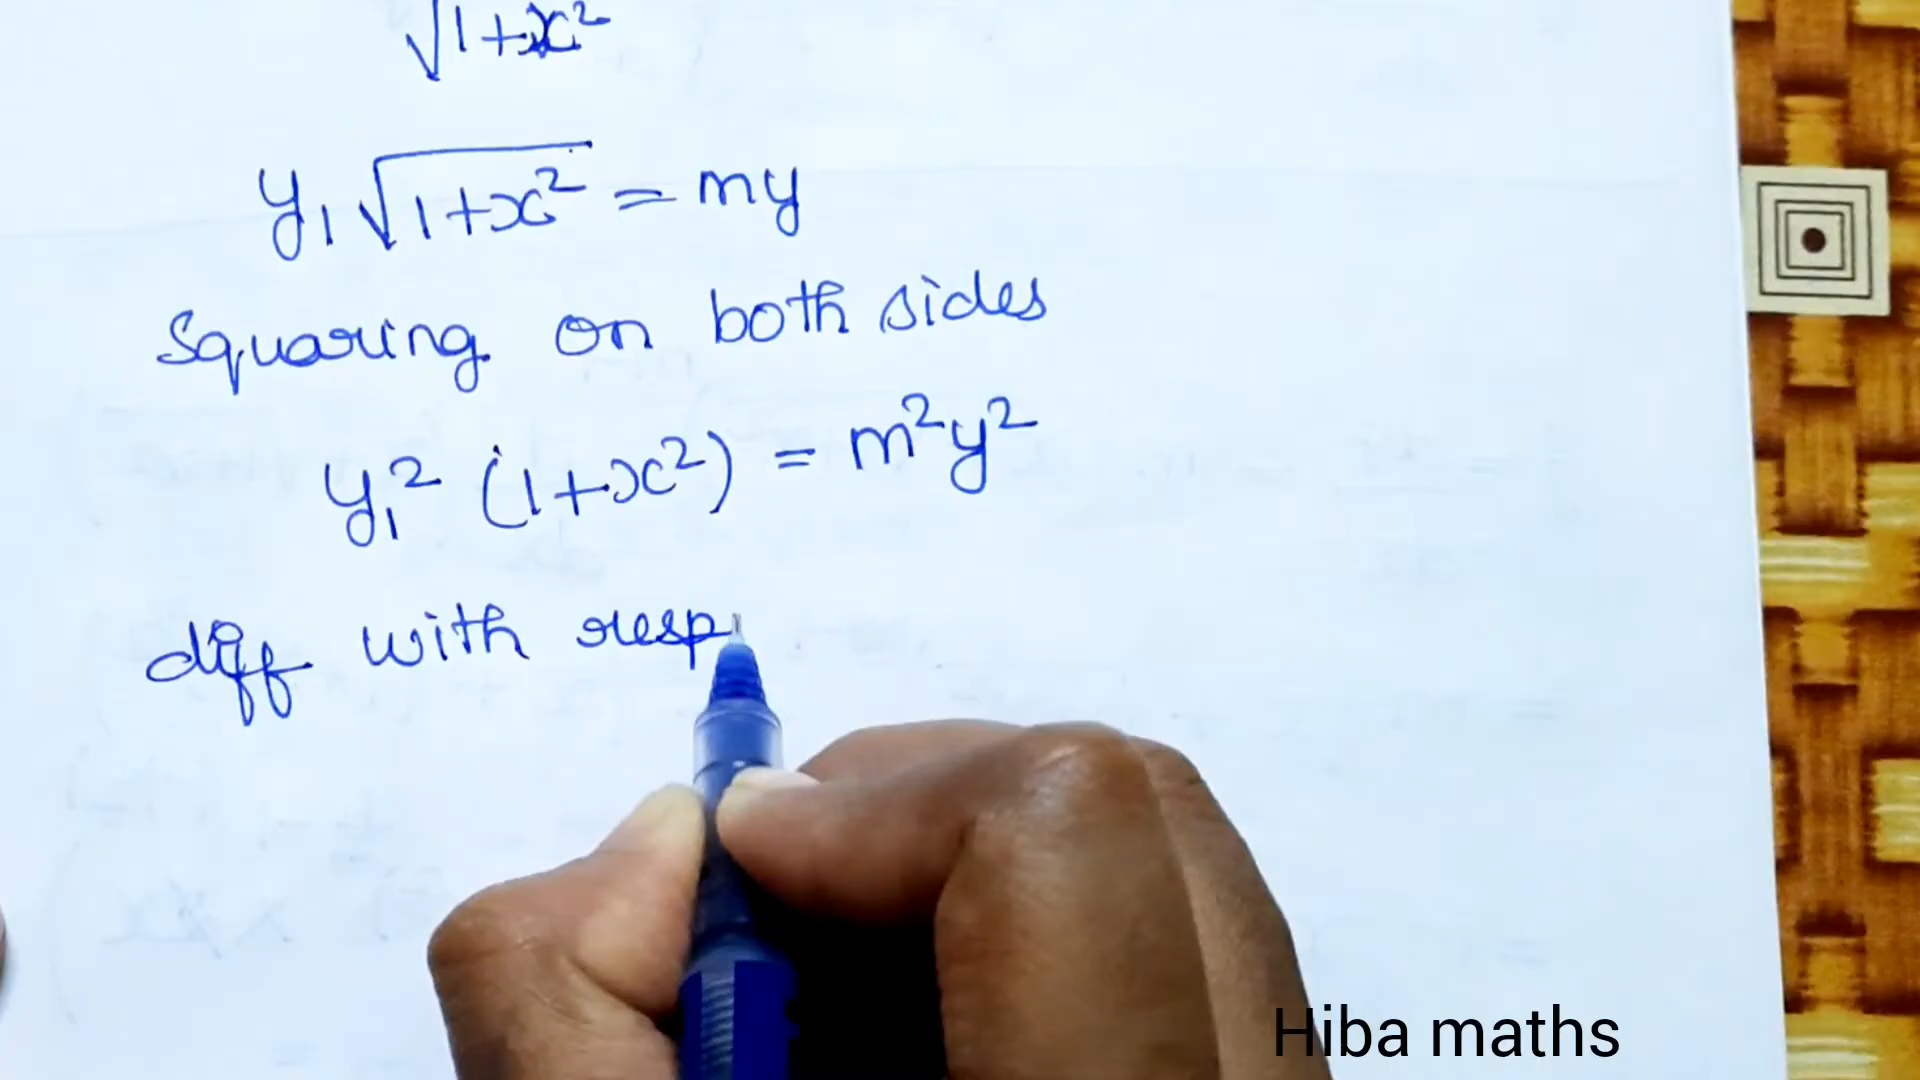 √1+x²
y₁√1+x² = my
Squaring on both sides
y₁² (1+x²) = m²y²
diff with resp
Hiba maths